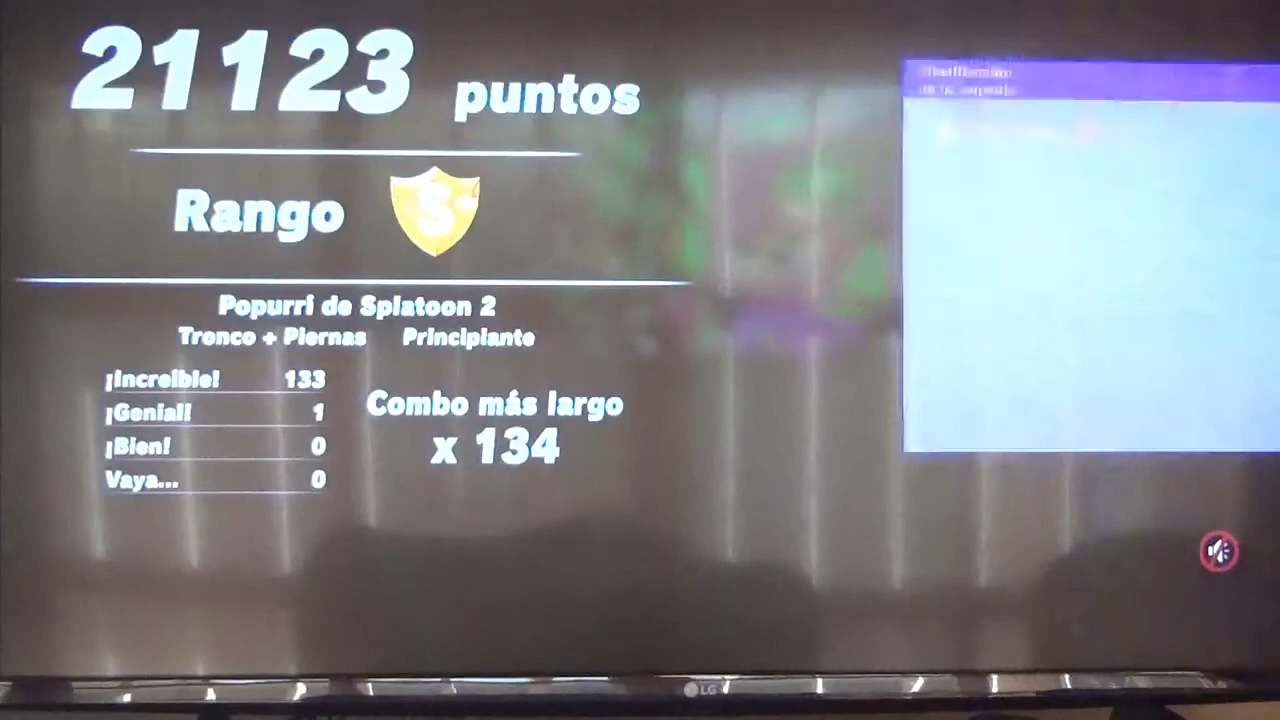 21123 puntos
Rango S
Popurrí de Splatoon 2
Tronco + Piernas Principiante
¡Increíble! 133
¡Genial! 1
¡Bien! 0
Vaya... 0
Combo más largo
x 134
LG